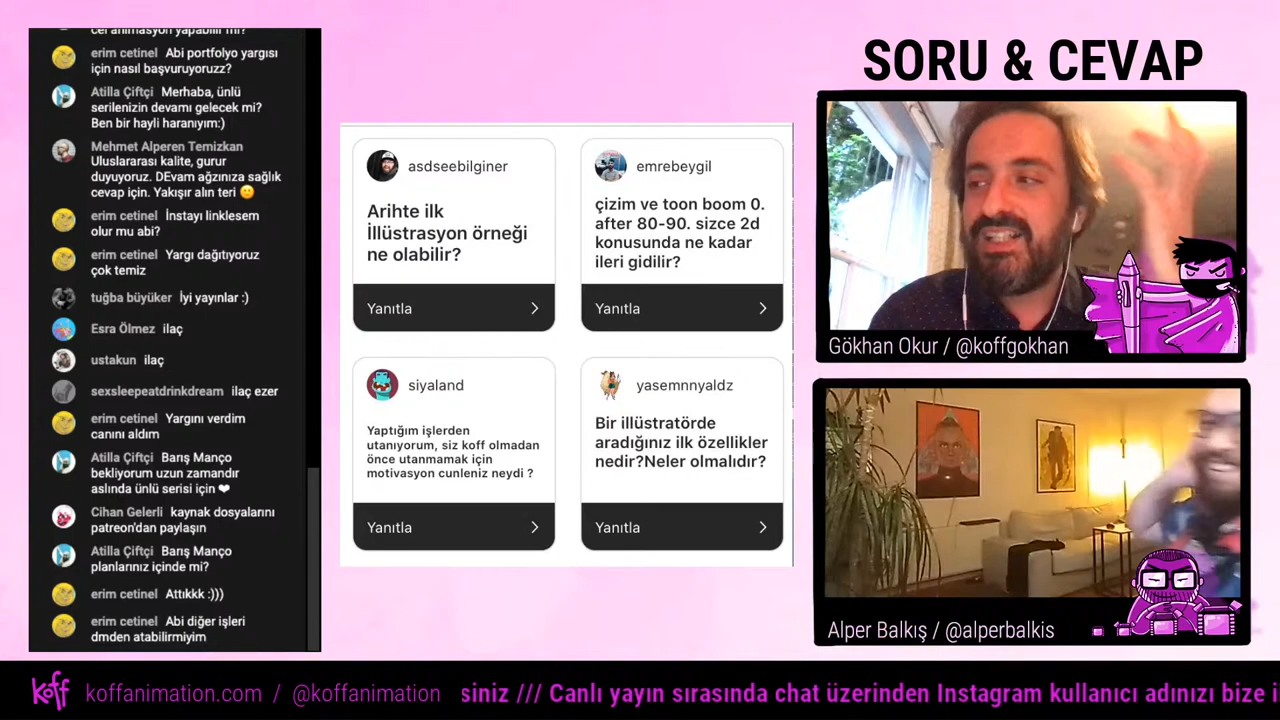 cel animasyon yapabilir mi?
erim cetinel Abi portfolyo yargısı
için nasıl başvuruyoruzz?
Atilla Çiftçi Merhaba, ünlü
serilenizin devamı gelecek mi?
Ben bir hayli haranıyım:)
Mehmet Alperen Temizkan
Uluslararası kalite, gurur
duyuyoruz. DEvam ağzınıza sağlık
cevap için. Yakışır alın teri 🙂
erim cetinel İnstayı linklesem
olur mu abi?
erim cetinel Yargı dağıtıyoruz
çok temiz
tuğba büyüker İyi yayınlar :)
Esra Ölmez ilaç
ustakun ilaç
sexsleepeatdrinkdream ilaç ezer
erim cetinel Yargını verdim
canını aldım
Atilla Çiftçi Barış Manço
bekliyorum uzun zamandır
aslında ünlü serisi için ❤
Cihan Gelerli kaynak dosyalarını
patreon'dan paylaşın
Atilla Çiftçi Barış Manço
planlarınız içinde mi?
erim cetinel Attıkkk :)))
erim cetinel Abi diğer işleri
dmden atabilirmiyim
asdseebilginer
Arihte ilk
İllüstrasyon örneği
ne olabilir?
Yanıtla
emrebeygil
çizim ve toon boom 0.
after 80-90. sizce 2d
konusunda ne kadar
ileri gidilir?
Yanıtla
siyaland
Yaptığım işlerden
utanıyorum, siz koff olmadan
önce utanmamak için
motivasyon cunleniz neydi ?
Yanıtla
yasemnnyaldz
Bir illüstratörde
aradığınız ilk özellikler
nedir?Neler olmalıdır?
Yanıtla
SORU & CEVAP
Gökhan Okur / @koffgokhan
Alper Balkış / @alperbalkis
koff koffanimation.com / @koffanimation siniz /// Canlı yayın sırasında chat üzerinden Instagram kullanıcı adınızı bize i